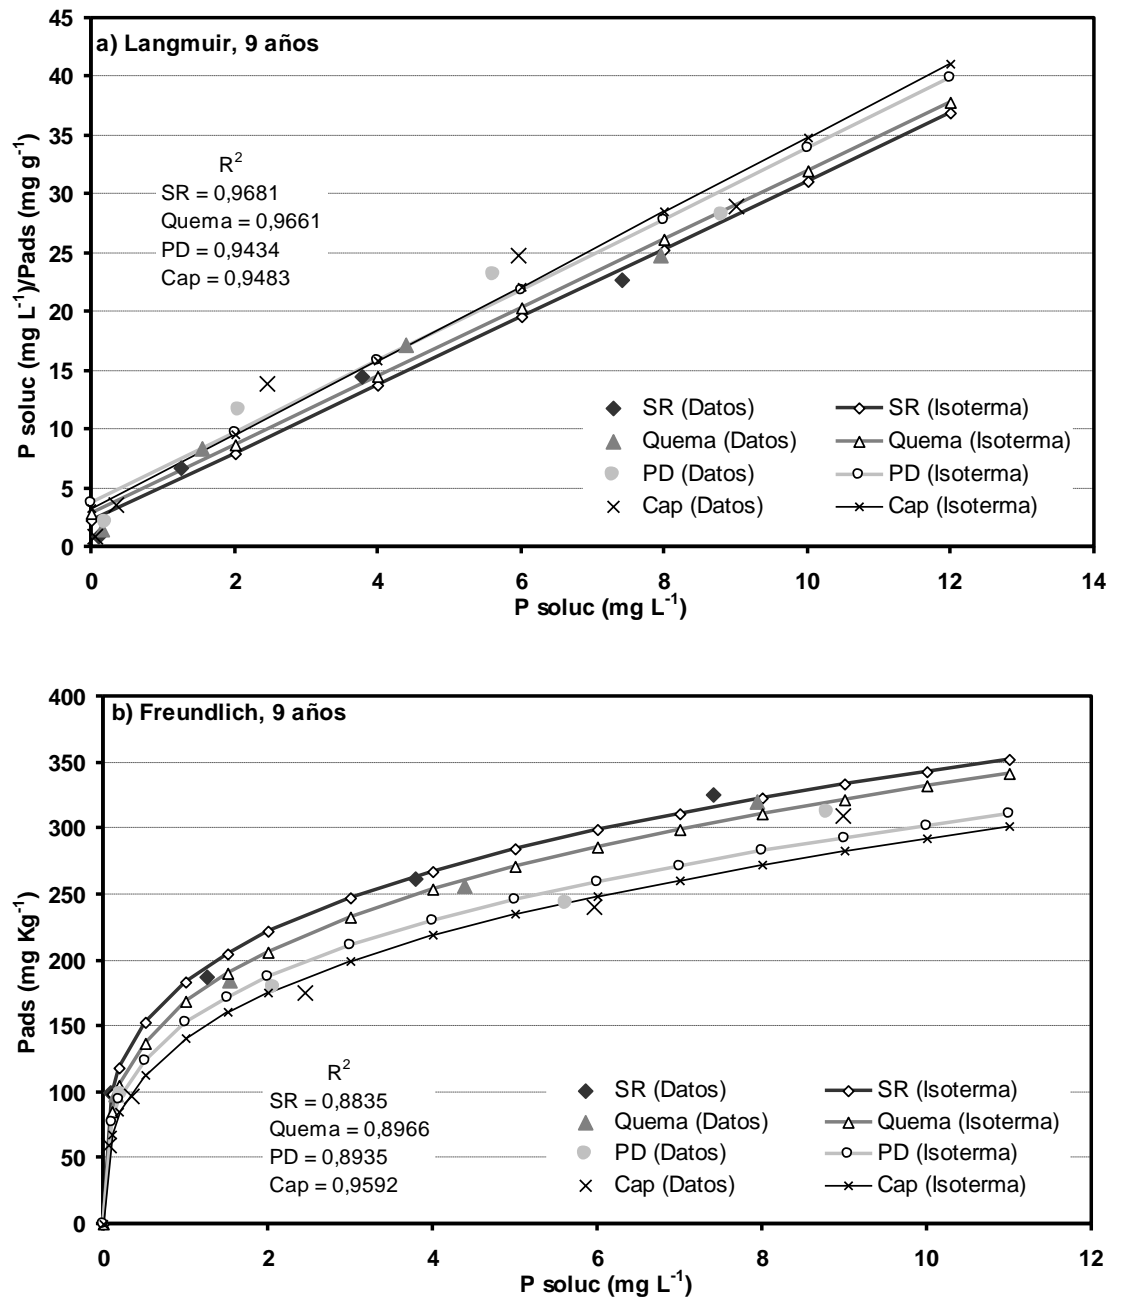 a) Langmuir, 9 años
P soluc (mg L-1)/Pads (mg g-1)
45
40
35
30
25
20
15
10
5
0
R2
SR = 0,9681
Quema = 0,9661
PD = 0,9434
Cap = 0,9483
SR (Datos) SR (Isoterma)
Quema (Datos) Quema (Isoterma)
PD (Datos) PD (Isoterma)
Cap (Datos) Cap (Isoterma)
0 2 4 6 8 10 12 14
P soluc (mg L-1)
b) Freundlich, 9 años
Pads (mg Kg-1)
400
350
300
250
200
150
100
50
0
R2
SR = 0,8835
Quema = 0,8966
PD = 0,8935
Cap = 0,9592
SR (Datos) SR (Isoterma)
Quema (Datos) Quema (Isoterma)
PD (Datos) PD (Isoterma)
Cap (Datos) Cap (Isoterma)
0 2 4 6 8 10 12
P soluc (mg L-1)